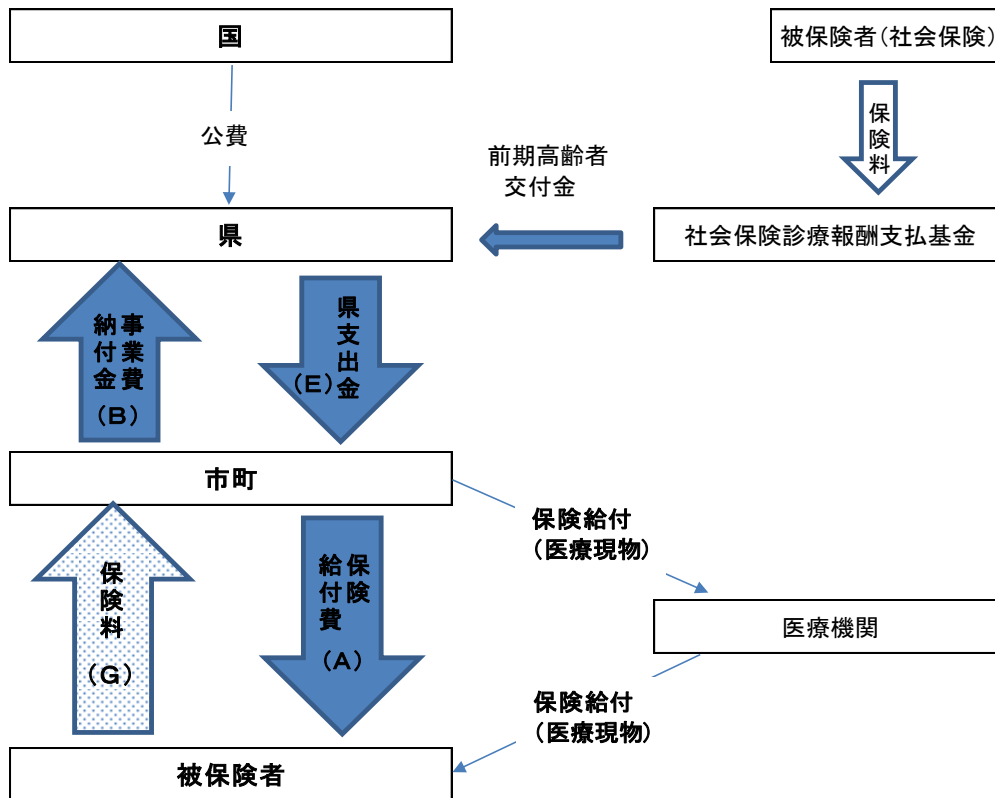 国
被保険者(社会保険)
公費
保険料
前期高齢者
交付金
県
社会保険診療報酬支払基金
事業費
納付金
(B)
県支出金
(E)
市町
保険給付
(医療現物)
保険料
(G)
保険
給付費
(A)
医療機関
保険給付
(医療現物)
被保険者